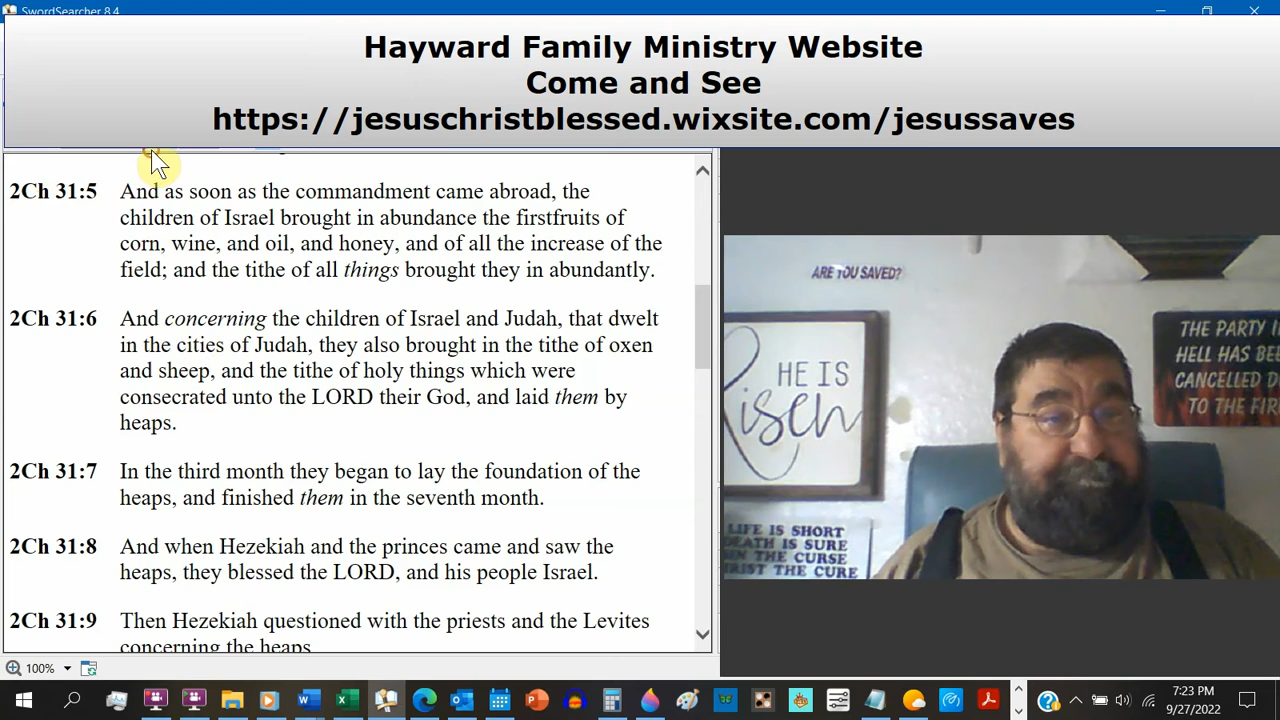 SwordSearcher 8.4
Hayward Family Ministry Website
Come and See
https://jesuschristblessed.wixsite.com/jesussaves
2Ch 31:5 And as soon as the commandment came abroad, the
children of Israel brought in abundance the firstfruits of
corn, wine, and oil, and honey, and of all the increase of the
field; and the tithe of all things brought they in abundantly.
2Ch 31:6 And concerning the children of Israel and Judah, that dwelt
in the cities of Judah, they also brought in the tithe of oxen
and sheep, and the tithe of holy things which were
consecrated unto the LORD their God, and laid them by
heaps.
2Ch 31:7 In the third month they began to lay the foundation of the
heaps, and finished them in the seventh month.
2Ch 31:8 And when Hezekiah and the princes came and saw the
heaps, they blessed the LORD, and his people Israel.
2Ch 31:9 Then Hezekiah questioned with the priests and the Levites
concerning the heaps
ARE YOU SAVED?
HE IS
Risen
THE PARTY I
HELL HAS BEE
CANCELLED D
TO THE FIR
LIFE IS SHORT
DEATH IS SURE
IN THE CURSE
RIST THE CURE
100%
7:23 PM
9/27/2022